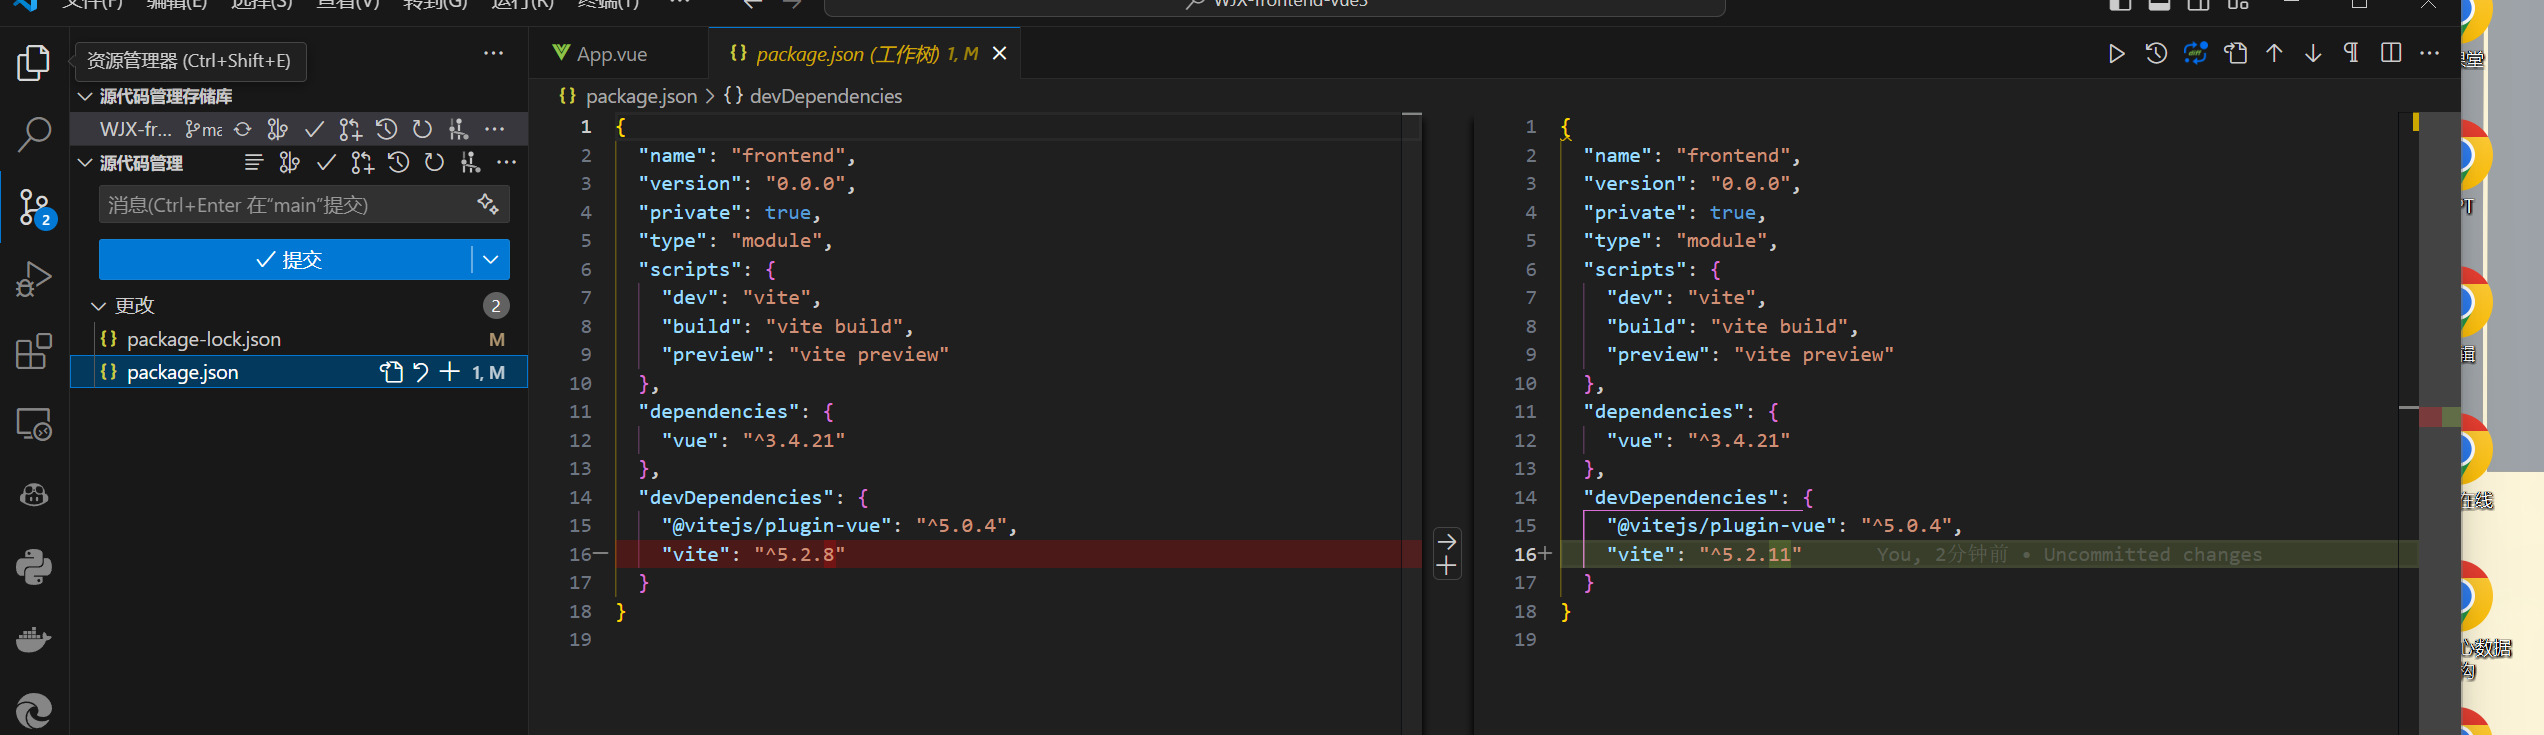 文件(F) 编辑(E) 选择(S) 查看(V) 转到(G) 运行(R) 终端(T) ···
WJX-frontend-vue3
资源管理器 (Ctrl+Shift+E)
源代码管理存储库
WJX-fr... ma
源代码管理
消息(Ctrl+Enter 在“main”提交)
提交
更改 2
package-lock.json M
package.json 1, M
2
App.vue
package.json (工作树) 1, M
package.json > {} devDependencies
1 {
2 "name": "frontend",
3 "version": "0.0.0",
4 "private": true,
5 "type": "module",
6 "scripts": {
7 "dev": "vite",
8 "build": "vite build",
9 "preview": "vite preview"
10 },
11 "dependencies": {
12 "vue": "^3.4.21"
13 },
14 "devDependencies": {
15 "@vitejs/plugin-vue": "^5.0.4",
16— "vite": "^5.2.8"
17 }
18 }
19
1 {
2 "name": "frontend",
3 "version": "0.0.0",
4 "private": true,
5 "type": "module",
6 "scripts": {
7 "dev": "vite",
8 "build": "vite build",
9 "preview": "vite preview"
10 },
11 "dependencies": {
12 "vue": "^3.4.21"
13 },
14 "devDependencies": {
15 "@vitejs/plugin-vue": "^5.0.4",
16+ "vite": "^5.2.11" You, 2分钟前 • Uncommitted changes
17 }
18 }
19
在线
心数据